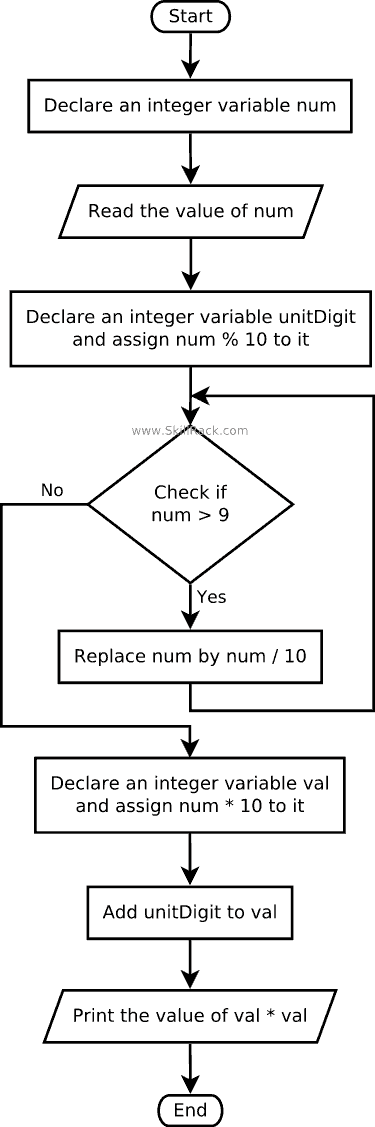 Start
Declare an integer variable num
Read the value of num
Declare an integer variable unitDigit
and assign num % 10 to it
www.SkillRack.com
Check if
num > 9
No
Yes
Replace num by num / 10
Declare an integer variable val
and assign num * 10 to it
Add unitDigit to val
Print the value of val * val
End